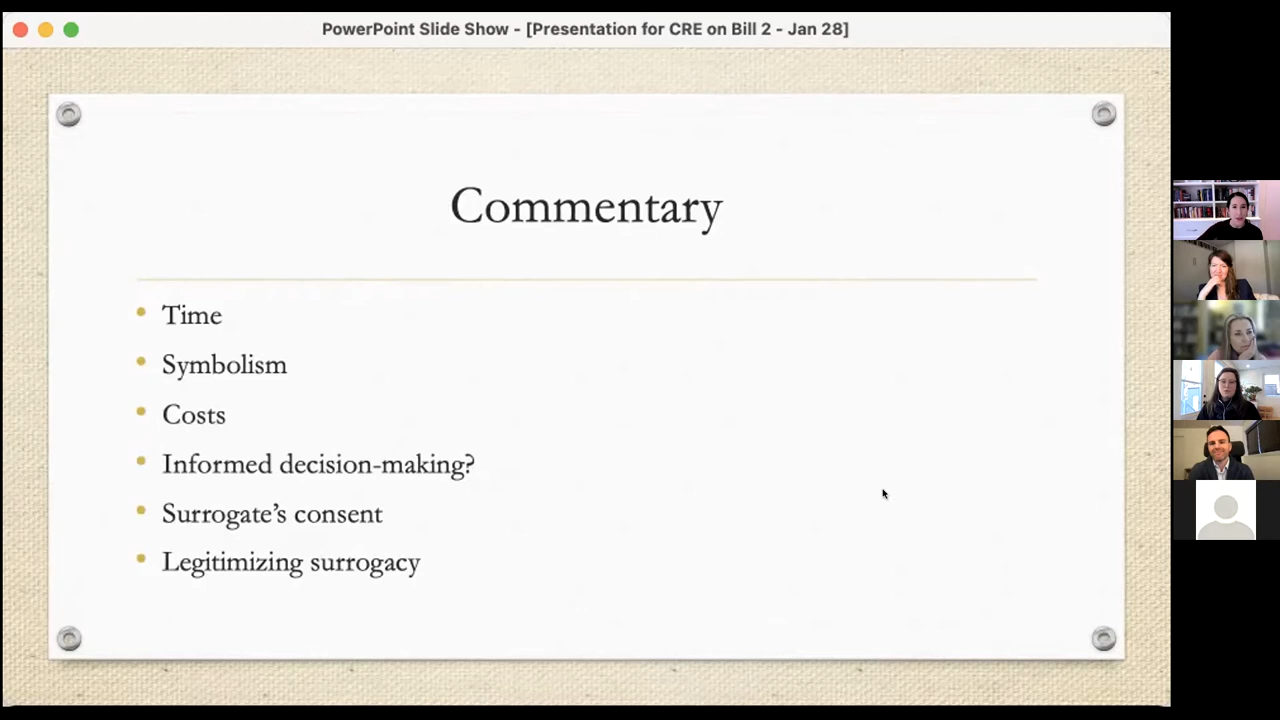 PowerPoint Slide Show - [Presentation for CRE on Bill 2 - Jan 28]
Commentary
• Time
• Symbolism
• Costs
• Informed decision-making?
• Surrogate’s consent
• Legitimizing surrogacy